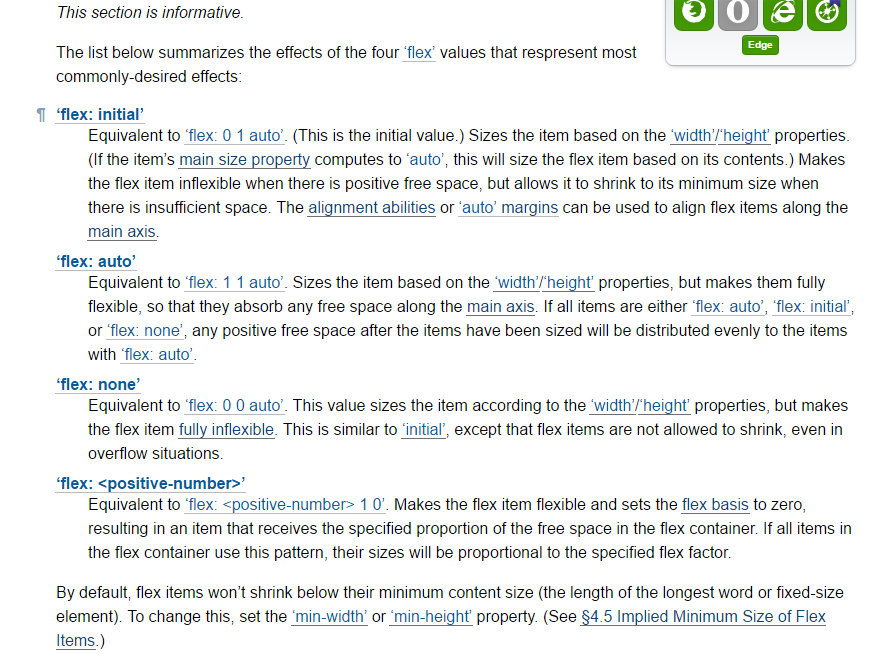 This section is informative.
The list below summarizes the effects of the four ‘flex’ values that respresent most
commonly-desired effects:
Edge
¶ ‘flex: initial’
Equivalent to ‘flex: 0 1 auto’. (This is the initial value.) Sizes the item based on the ‘width’/‘height’ properties.
(If the item’s main size property computes to ‘auto’, this will size the flex item based on its contents.) Makes
the flex item inflexible when there is positive free space, but allows it to shrink to its minimum size when
there is insufficient space. The alignment abilities or ‘auto’ margins can be used to align flex items along the
main axis.
‘flex: auto’
Equivalent to ‘flex: 1 1 auto’. Sizes the item based on the ‘width’/‘height’ properties, but makes them fully
flexible, so that they absorb any free space along the main axis. If all items are either ‘flex: auto’, ‘flex: initial’,
or ‘flex: none’, any positive free space after the items have been sized will be distributed evenly to the items
with ‘flex: auto’.
‘flex: none’
Equivalent to ‘flex: 0 0 auto’. This value sizes the item according to the ‘width’/‘height’ properties, but makes
the flex item fully inflexible. This is similar to ‘initial’, except that flex items are not allowed to shrink, even in
overflow situations.
‘flex: <positive-number>’
Equivalent to ‘flex: <positive-number> 1 0’. Makes the flex item flexible and sets the flex basis to zero,
resulting in an item that receives the specified proportion of the free space in the flex container. If all items in
the flex container use this pattern, their sizes will be proportional to the specified flex factor.
By default, flex items won’t shrink below their minimum content size (the length of the longest word or fixed-size
element). To change this, set the ‘min-width’ or ‘min-height’ property. (See §4.5 Implied Minimum Size of Flex
Items.)